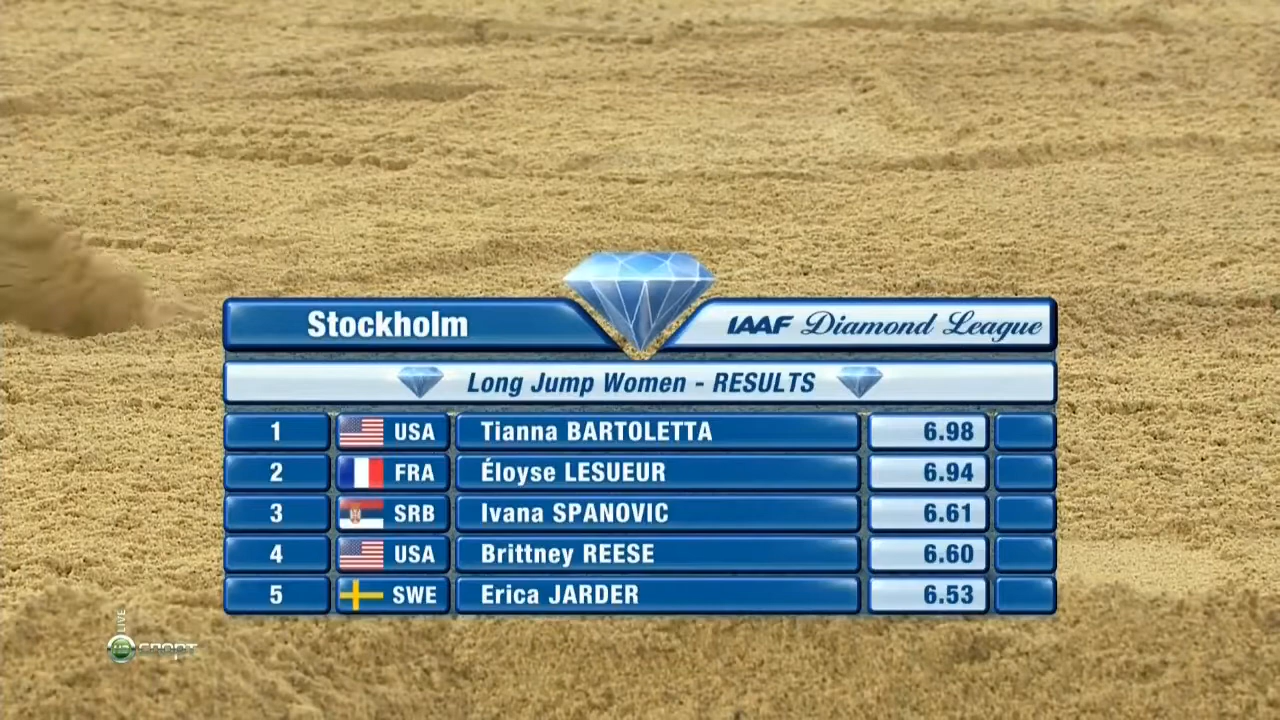 Stockholm
IAAF Diamond League
Long Jump Women - RESULTS
1 USA Tianna BARTOLETTA 6.98
2 FRA Éloyse LESUEUR 6.94
3 SRB Ivana SPANOVIC 6.61
4 USA Brittney REESE 6.60
5 SWE Erica JARDER 6.53
LIVE
СПОРТ